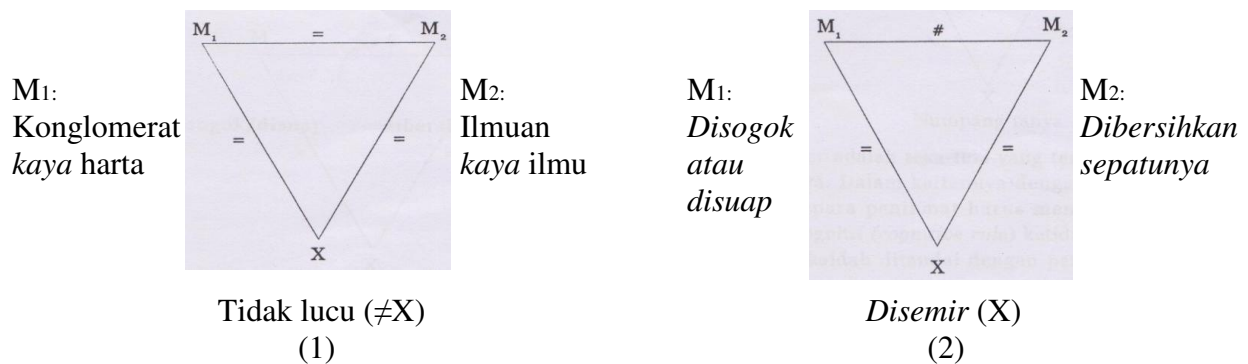 M₁ = M₂
M1:
Konglomerat
kaya harta
= =
M2:
Ilmuan
kaya ilmu
X
Tidak lucu (≠X)
(1)
M₁ # M₂
M1:
Disogok
atau
disuap
= =
M2:
Dibersihkan
sepatunya
X
Disemir (X)
(2)